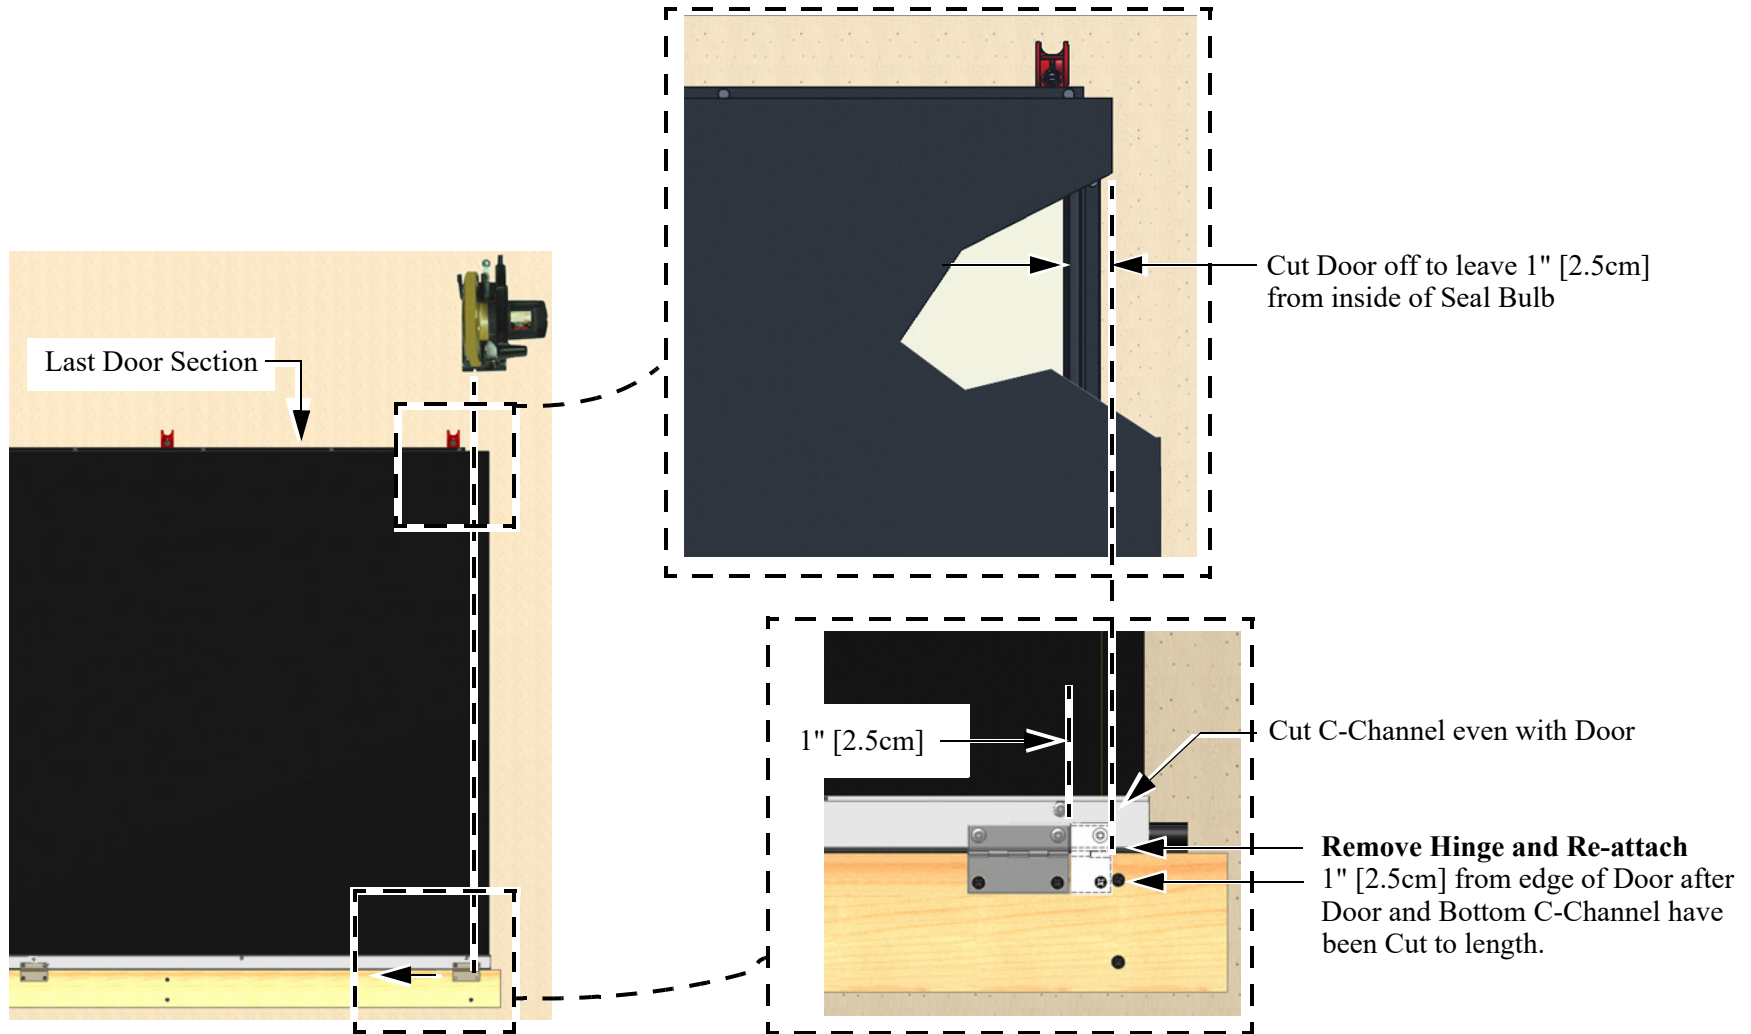 Cut Door off to leave 1" [2.5cm]
from inside of Seal Bulb
Last Door Section
1" [2.5cm]
Cut C-Channel even with Door
Remove Hinge and Re-attach
1" [2.5cm] from edge of Door after
Door and Bottom C-Channel have
been Cut to length.